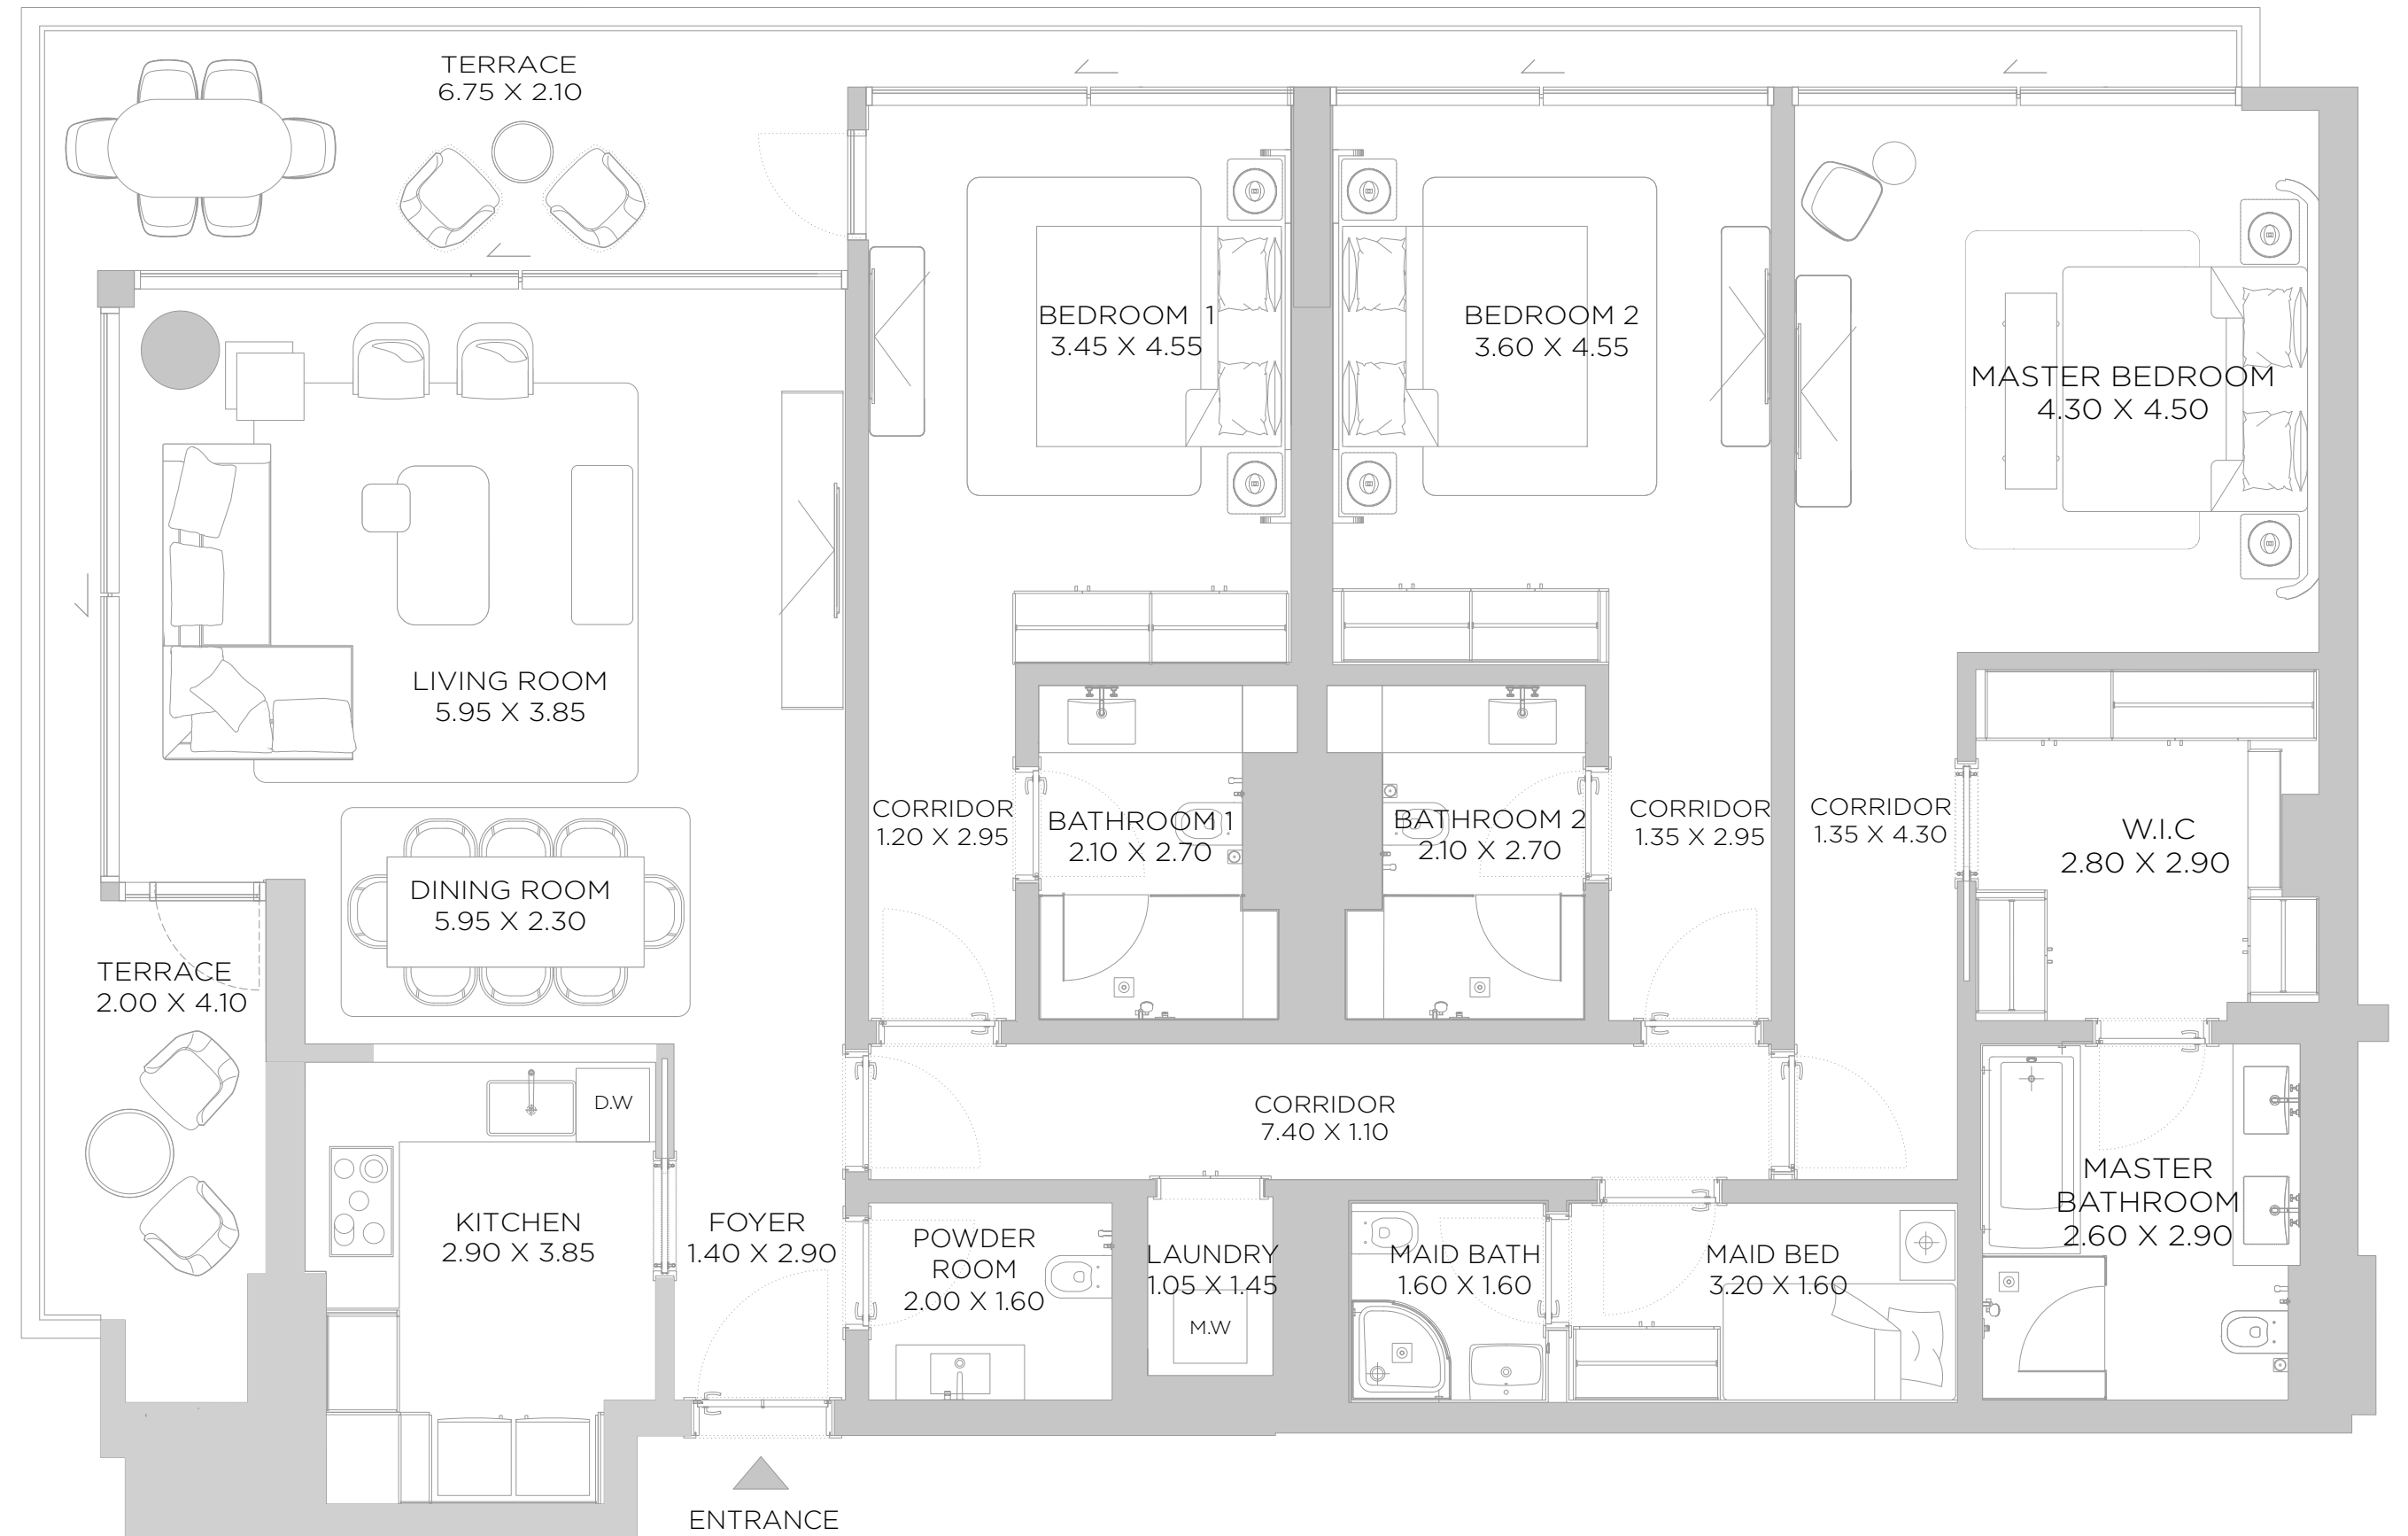 TERRACE
6.75 X 2.10
BEDROOM 1
3.45 X 4.55
BEDROOM 2
3.60 X 4.55
MASTER BEDROOM
4.30 X 4.50
LIVING ROOM
5.95 X 3.85
CORRIDOR
1.20 X 2.95
BATHROOM 1
2.10 X 2.70
BATHROOM 2
2.10 X 2.70
CORRIDOR
1.35 X 2.95
CORRIDOR
1.35 X 4.30
W.I.C
2.80 X 2.90
DINING ROOM
5.95 X 2.30
TERRACE
2.00 X 4.10
D.W
CORRIDOR
7.40 X 1.10
KITCHEN
2.90 X 3.85
FOYER
1.40 X 2.90
POWDER
ROOM
2.00 X 1.60
LAUNDRY
1.05 X 1.45
M.W
MAID BATH
1.60 X 1.60
MAID BED
3.20 X 1.60
MASTER
BATHROOM
2.60 X 2.90
ENTRANCE